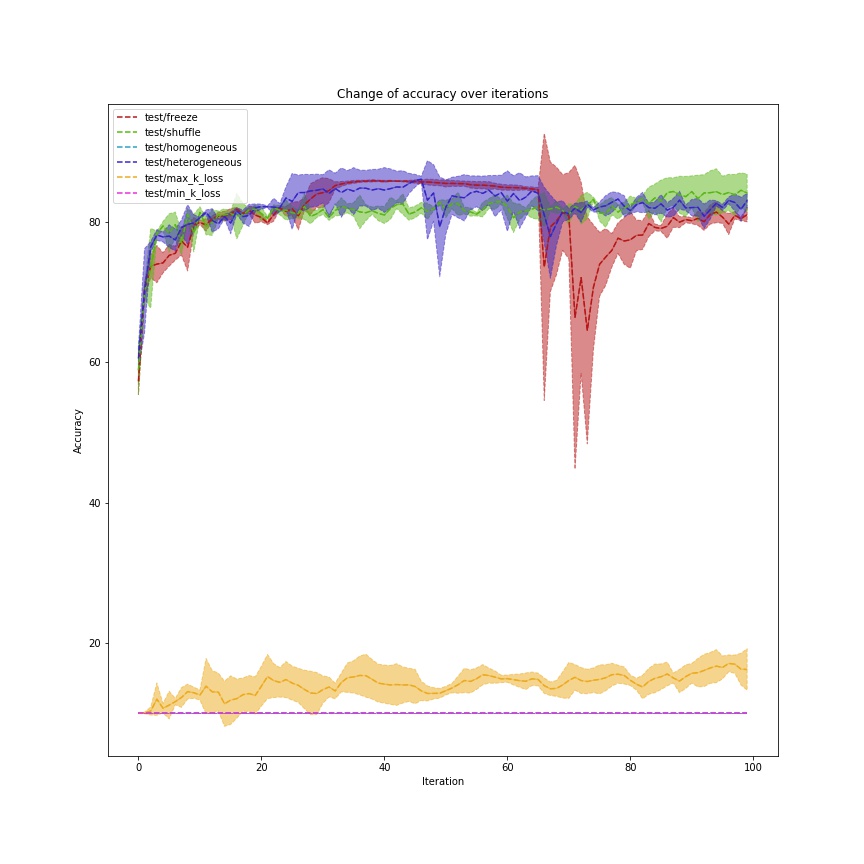 Change of accuracy over iterations
test/freeze
test/shuffle
test/homogeneous
test/heterogeneous
test/max_k_loss
test/min_k_loss
80
60
40
20
Accuracy
0 20 40 60 80 100
Iteration